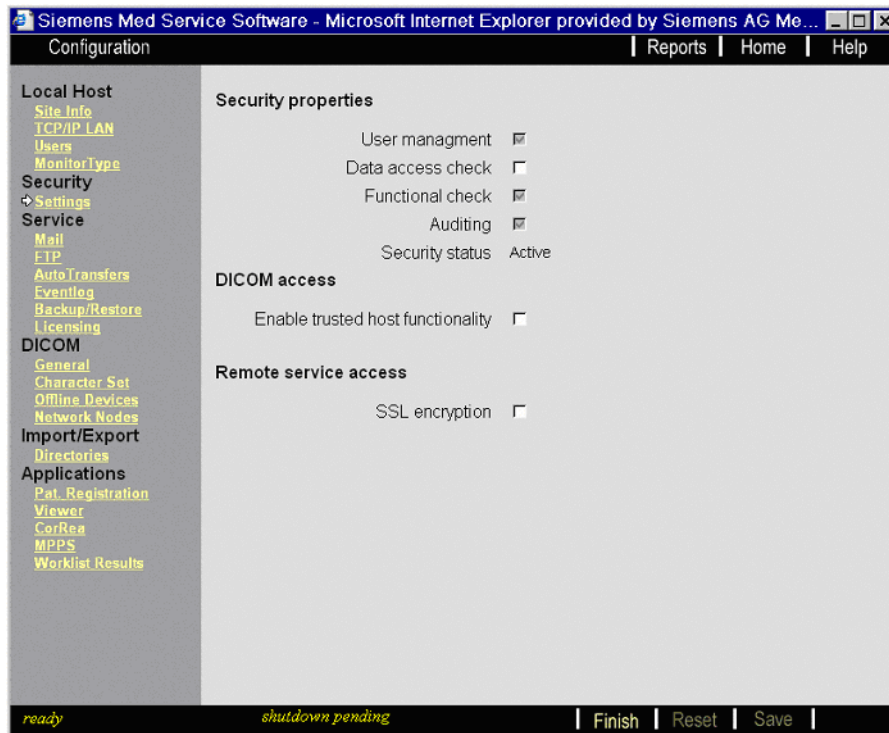 Siemens Med Service Software - Microsoft Internet Explorer provided by Siemens AG Me...
Configuration
Reports
Home
Help
Local Host
Site Info
TCP/IP LAN
Users
MonitorType
Security
Settings
Service
Mail
FTP
AutoTransfers
Eventlog
Backup/Restore
Licensing
DICOM
General
Character Set
Offline Devices
Network Nodes
Import/Export
Directories
Applications
Pat. Registration
Viewer
CorRea
MPPS
Worklist Results
Security properties
User managment
Data access check
Functional check
Auditing
Security status Active
DICOM access
Enable trusted host functionality
Remote service access
SSL encryption
ready
shutdown pending
Finish
Reset
Save